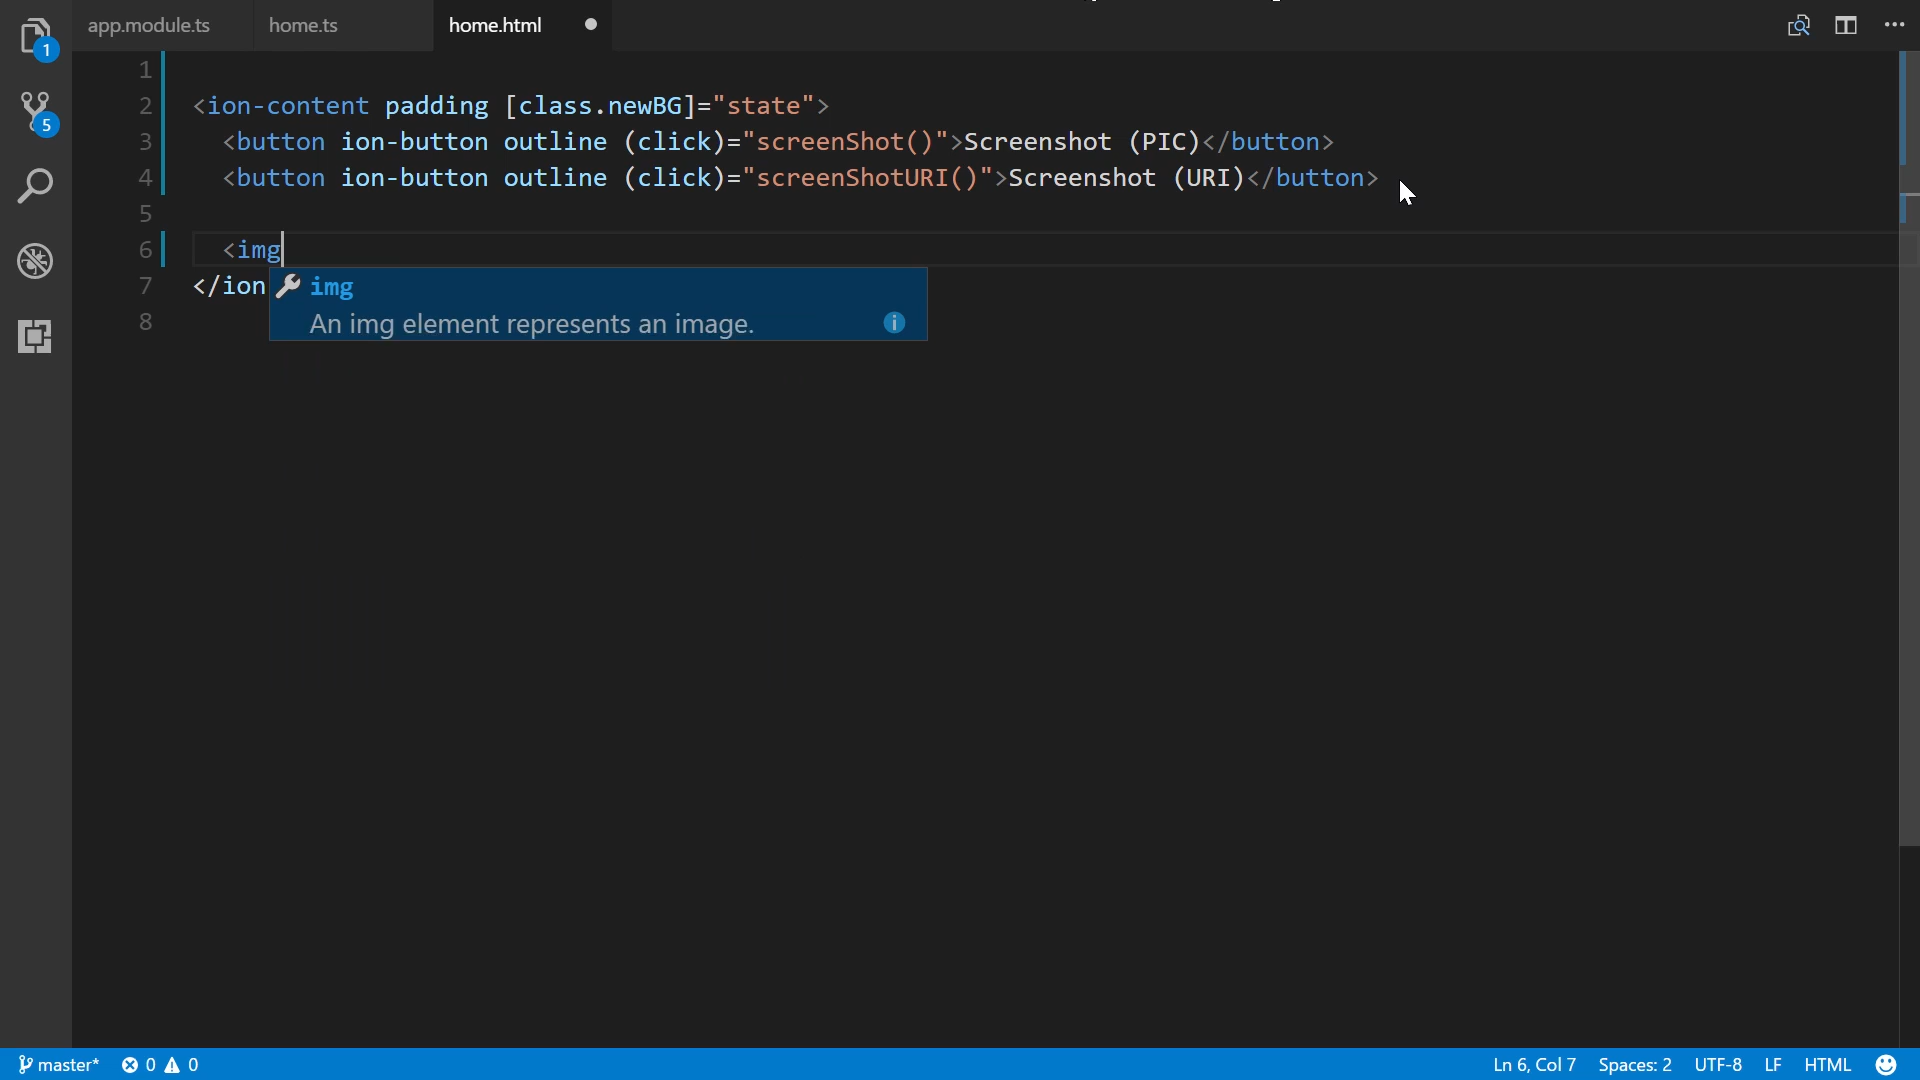 app.module.ts home.ts home.html
1
1
2 <ion-content padding [class.newBG]="state">
5
3 <button ion-button outline (click)="screenShot()">Screenshot (PIC)</button>
4 <button ion-button outline (click)="screenShotURI()">Screenshot (URI)</button>
5
6 <img
7 </ion img
8 An img element represents an image.
master* 0 0 Ln 6, Col 7 Spaces: 2 UTF-8 LF HTML